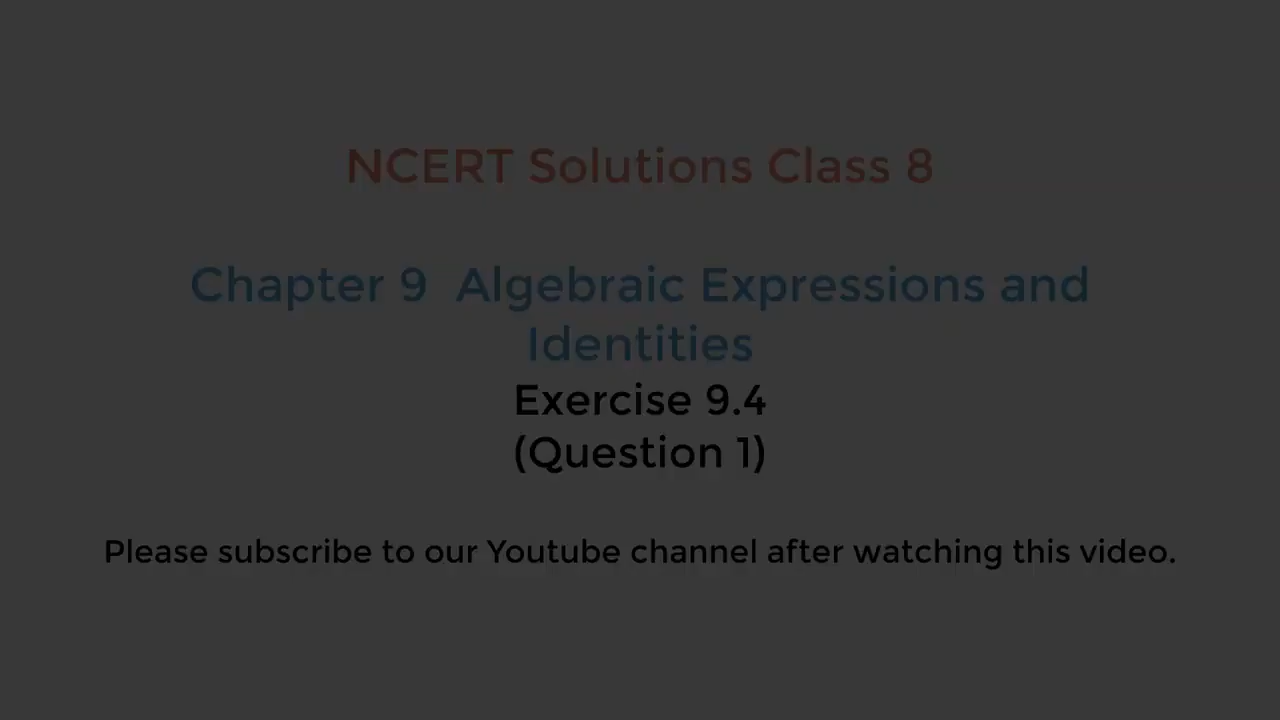 NCERT Solutions Class 8
Chapter 9 Algebraic Expressions and
Identities
Exercise 9.4
(Question 1)
Please subscribe to our Youtube channel after watching this video.